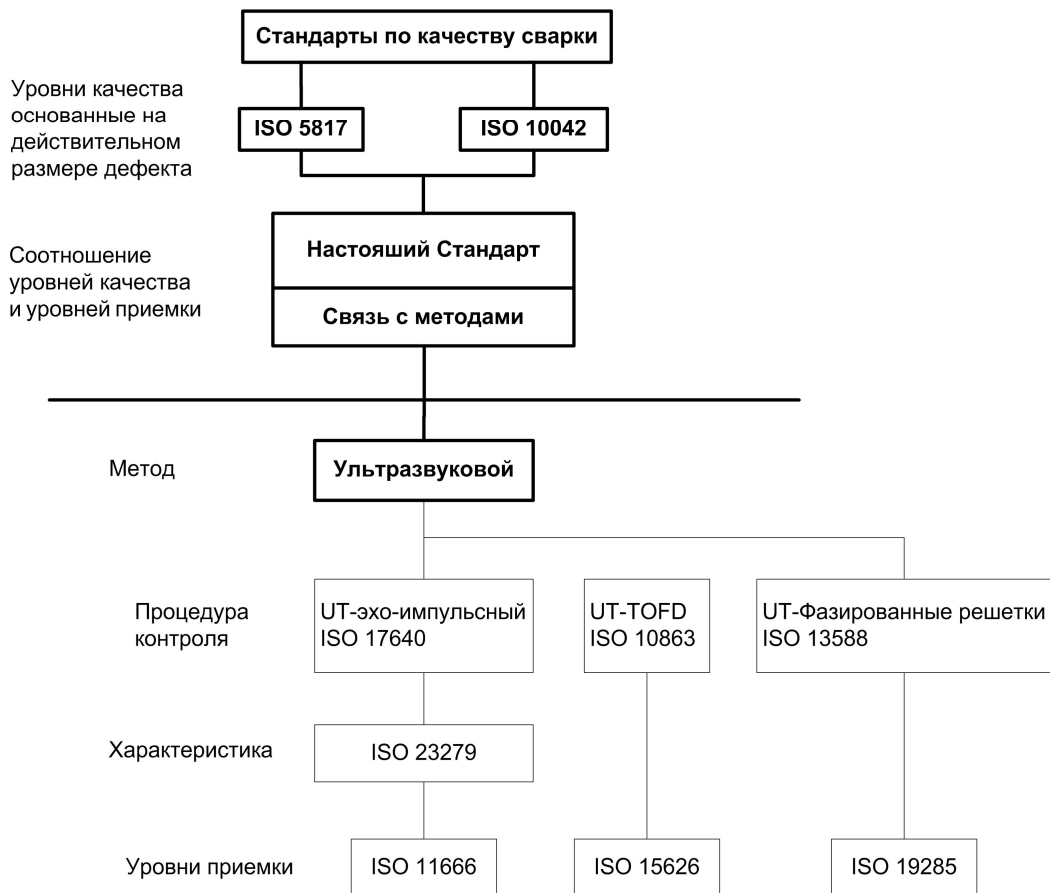 Стандарты по качеству сварки
Уровни качества
основанные на
действительном
размере дефекта
ISO 5817
ISO 10042
Соотношение
уровней качества
и уровней приемки
Настояший Стандарт
Связь с методами
Метод
Ультразвуковой
Процедура
контроля
UT-эхо-импульсный
ISO 17640
UT-TOFD
ISO 10863
UT-Фазированные решетки
ISO 13588
Характеристика
ISO 23279
Уровни приемки
ISO 11666
ISO 15626
ISO 19285